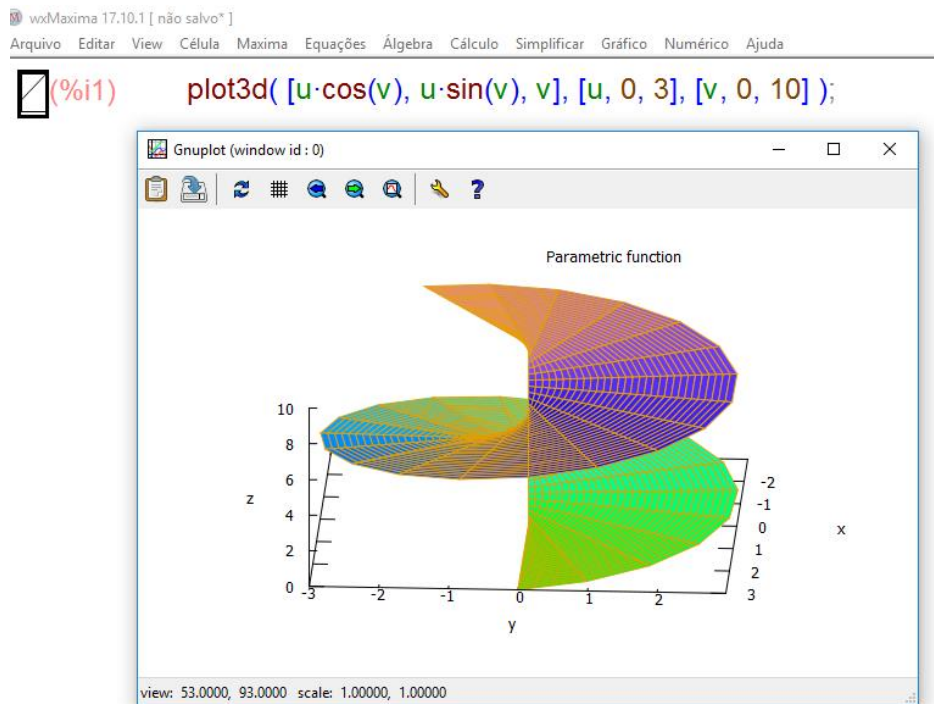 wxMaxima 17.10.1 [ não salvo* ]
Arquivo Editar View Célula Maxima Equações Álgebra Cálculo Simplificar Gráfico Numérico Ajuda
(%i1) plot3d( [u·cos(v), u·sin(v), v], [u, 0, 3], [v, 0, 10] );
Gnuplot (window id : 0)
Parametric function
10
8
6
4
2
0
z
-3 -2 -1 0 1 2
y
-2
-1
0
1
2
3
x
view: 53.0000, 93.0000 scale: 1.00000, 1.00000